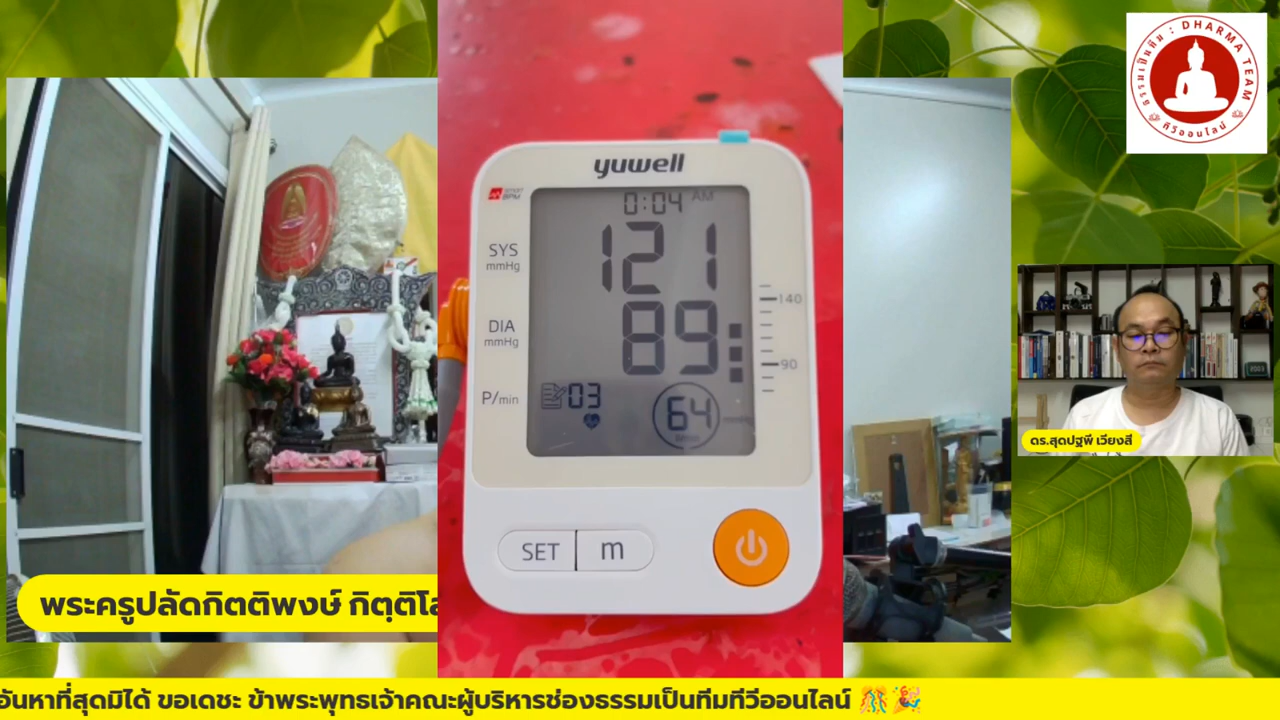 ธรรมเป็นทีม : DHARMA TEAM
ทีวีออนไลน์
yuwell
SMART
BPM
0:04 AM
SYS
mmHg
121
DIA
mmHg
89
140
90
P/min
03
64
SET
m
ดร.สุดปฐพี เวียงสี
พระครูปลัดกิตติพงษ์ กิตฺติโส
อันหาที่สุดมิได้ ขอเดชะ ข้าพระพุทธเจ้าคณะผู้บริหารช่องธรรมเป็นทีมทีวีออนไลน์ 🎊🎉